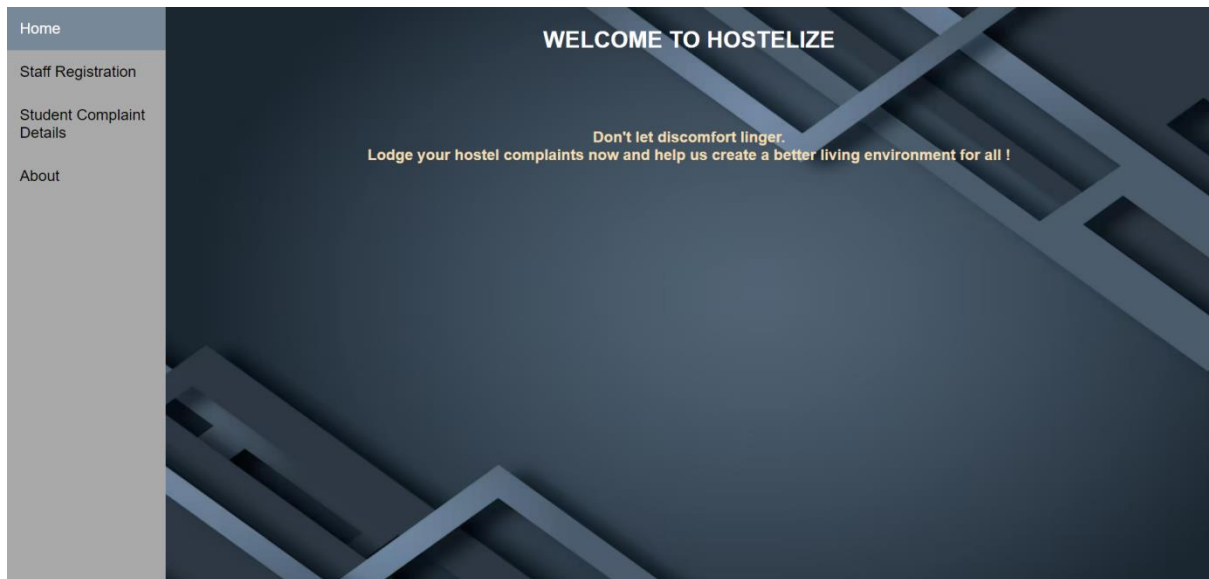 Home
Staff Registration
Student Complaint
Details
About
WELCOME TO HOSTELIZE
Don't let discomfort linger.
Lodge your hostel complaints now and help us create a better living environment for all !